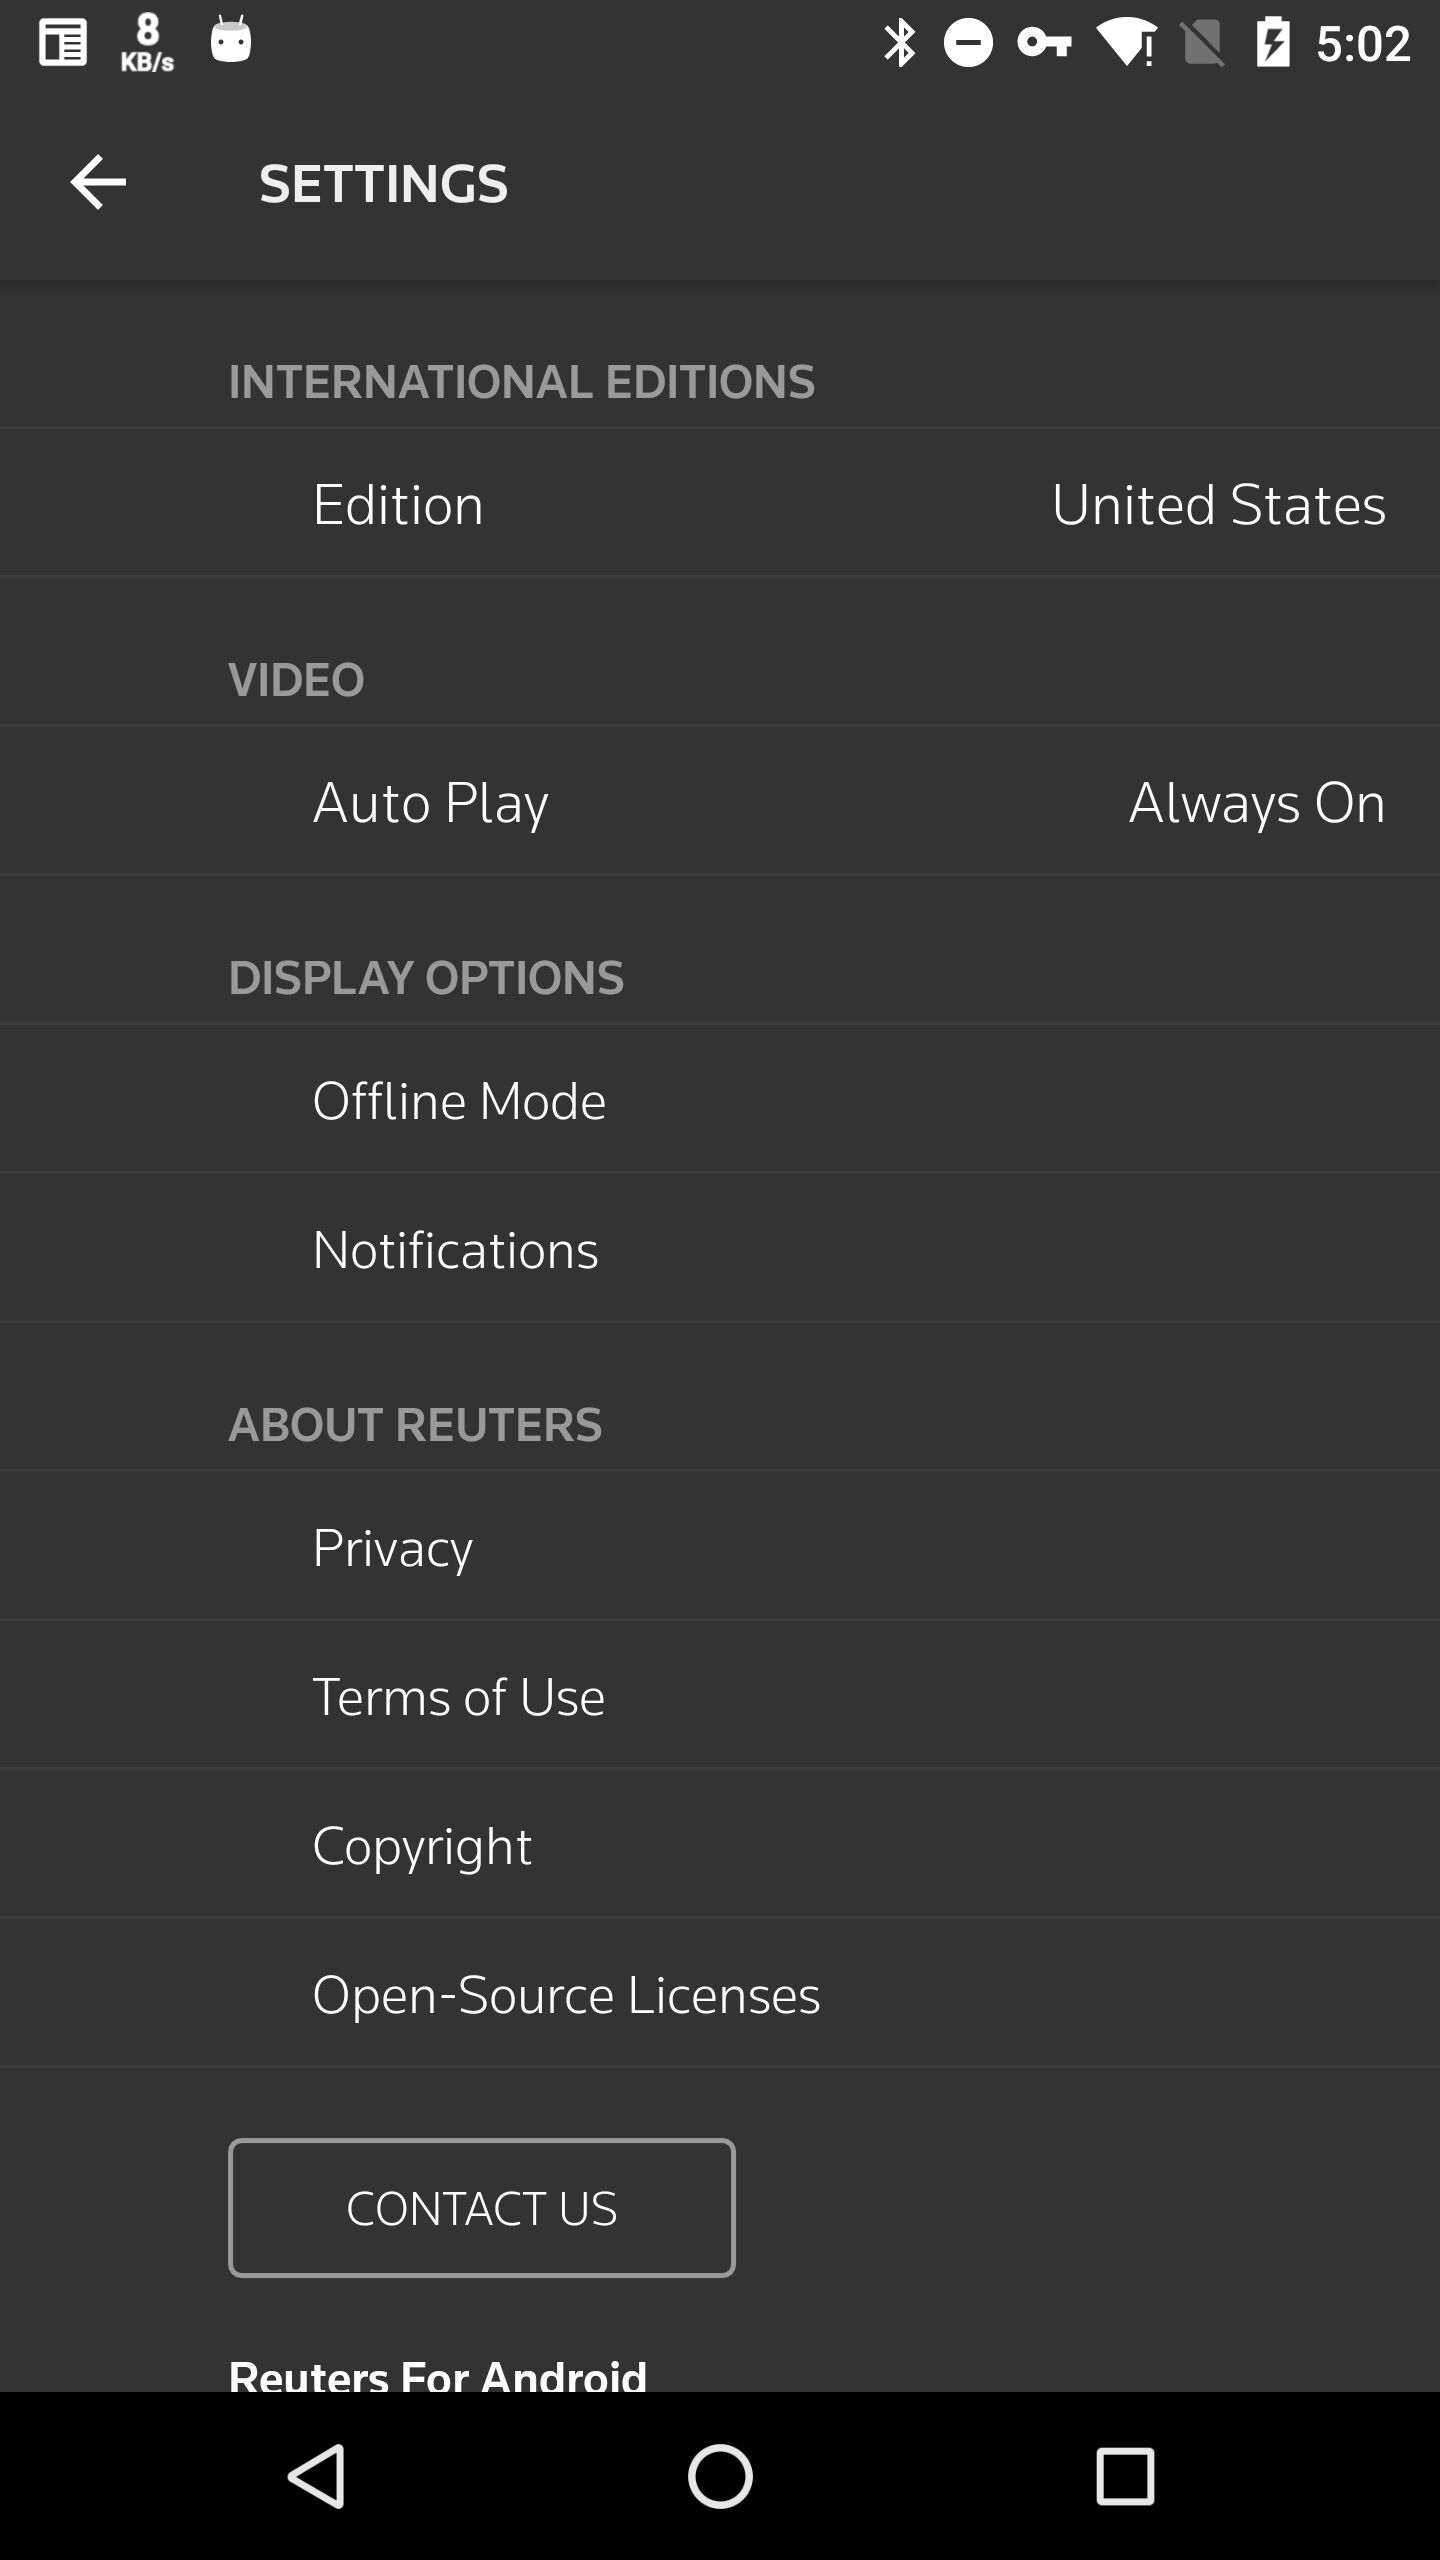 8
KB/s
5:02
SETTINGS
INTERNATIONAL EDITIONS
Edition United States
VIDEO
Auto Play Always On
DISPLAY OPTIONS
Offline Mode
Notifications
ABOUT REUTERS
Privacy
Terms of Use
Copyright
Open-Source Licenses
CONTACT US
Reuters For Android